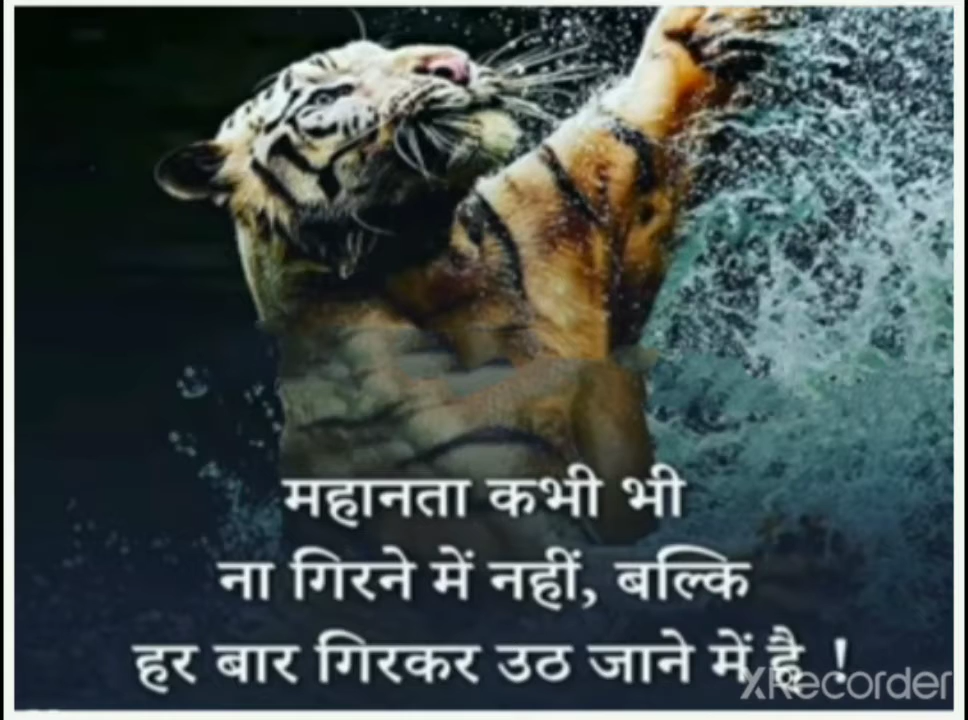 महानता कभी भी
ना गिरने में नहीं, बल्कि
हर बार गिरकर उठ जाने में है !
XRecorder